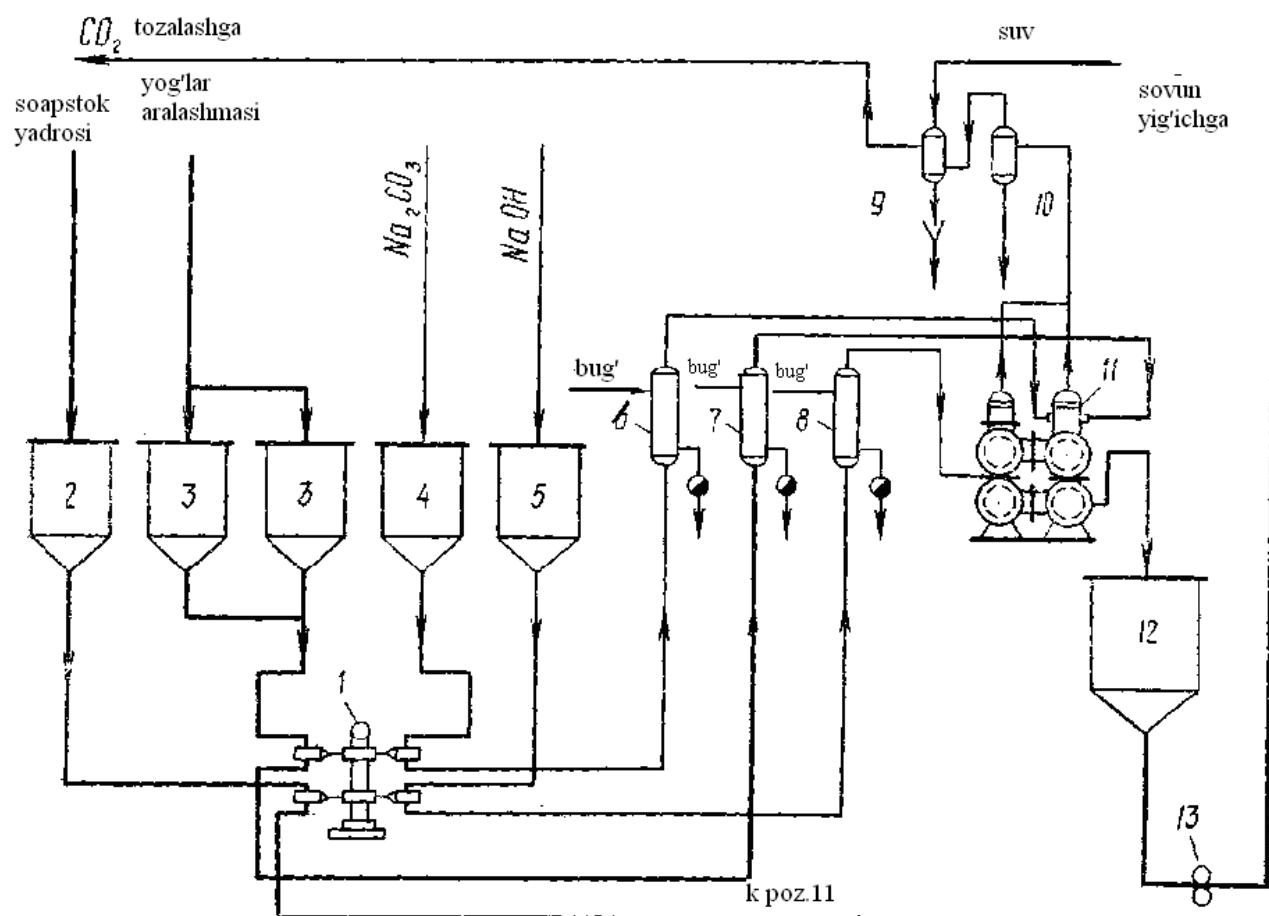 CO₂ tozalashga
suv
soapstok
yadrosi
yog'lar
aralashmasi
sovun
yig'ichga
Na₂CO₃
NaOH
9
10
bug'
bug'
bug'
6
7
8
11
2
3
3
4
5
12
1
13
k poz.11